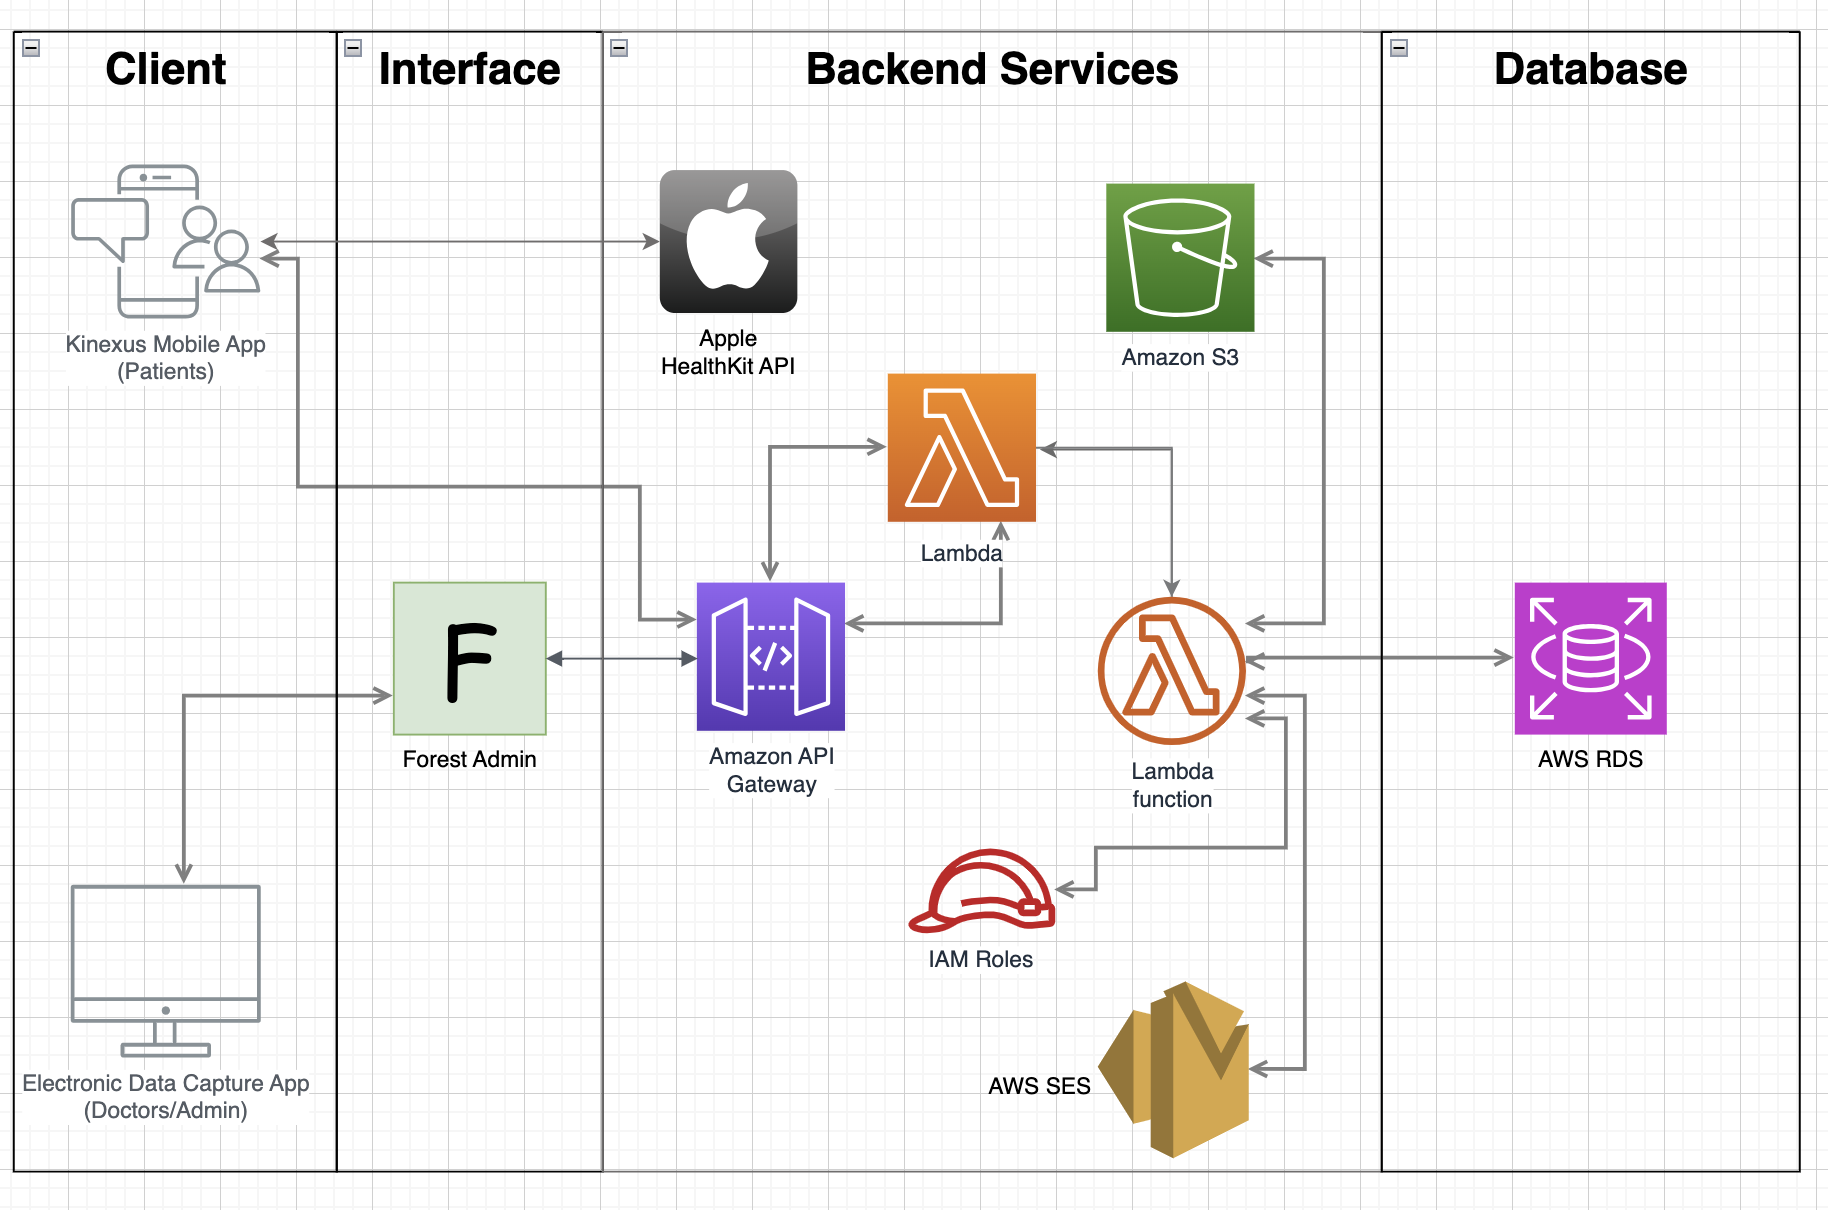 Client
Interface
Backend Services
Database
Kinexus Mobile App
(Patients)
Apple
HealthKit API
Amazon S3
Lambda
F
Forest Admin
</>
Amazon API
Gateway
Lambda
function
AWS RDS
IAM Roles
Electronic Data Capture App
(Doctors/Admin)
AWS SES